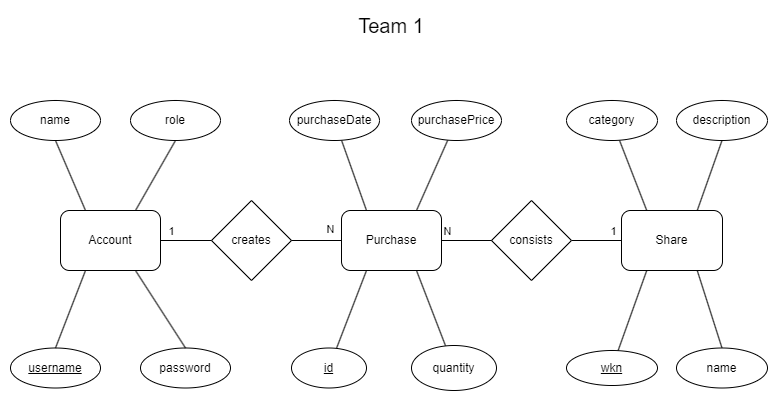 Team 1
name
role
purchaseDate
purchasePrice
category
description
Account
1
creates
N
Purchase
N
consists
1
Share
username
password
id
quantity
wkn
name